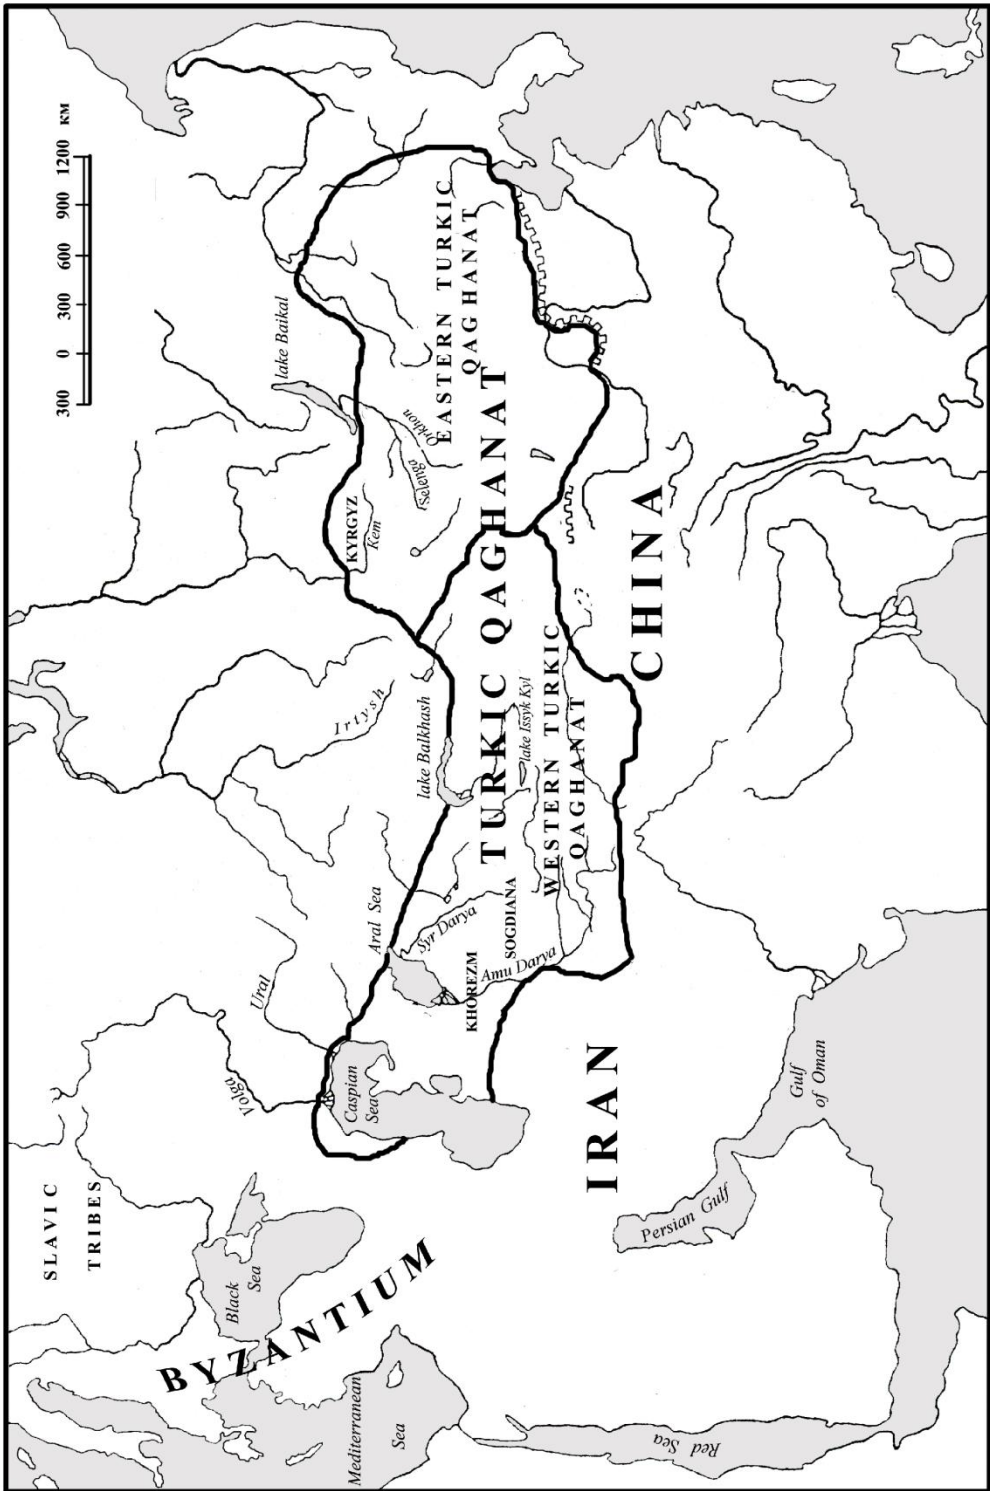 300 0 300 600 900 1200 КМ
SLAVIC
TRIBES
Volga
Ural
Irtysh
lake Baikal
Black
Sea
BYZANTIUM
Mediterranean
Sea
Caspian
Sea
Aral Sea
Syr Darya
KHOREZM
Amu Darya
SOGDIANA
lake Balkhash
lake Issyk Kyl
KYRGYZ
Kem
Selenga
Orkhon
EASTERN TURKIC
QAGHANAT
TURKIC QAGHANAT
WESTERN TURKIC
QAGHANAT
IRAN
CHINA
Persian Gulf
Gulf
of Oman
Red Sea